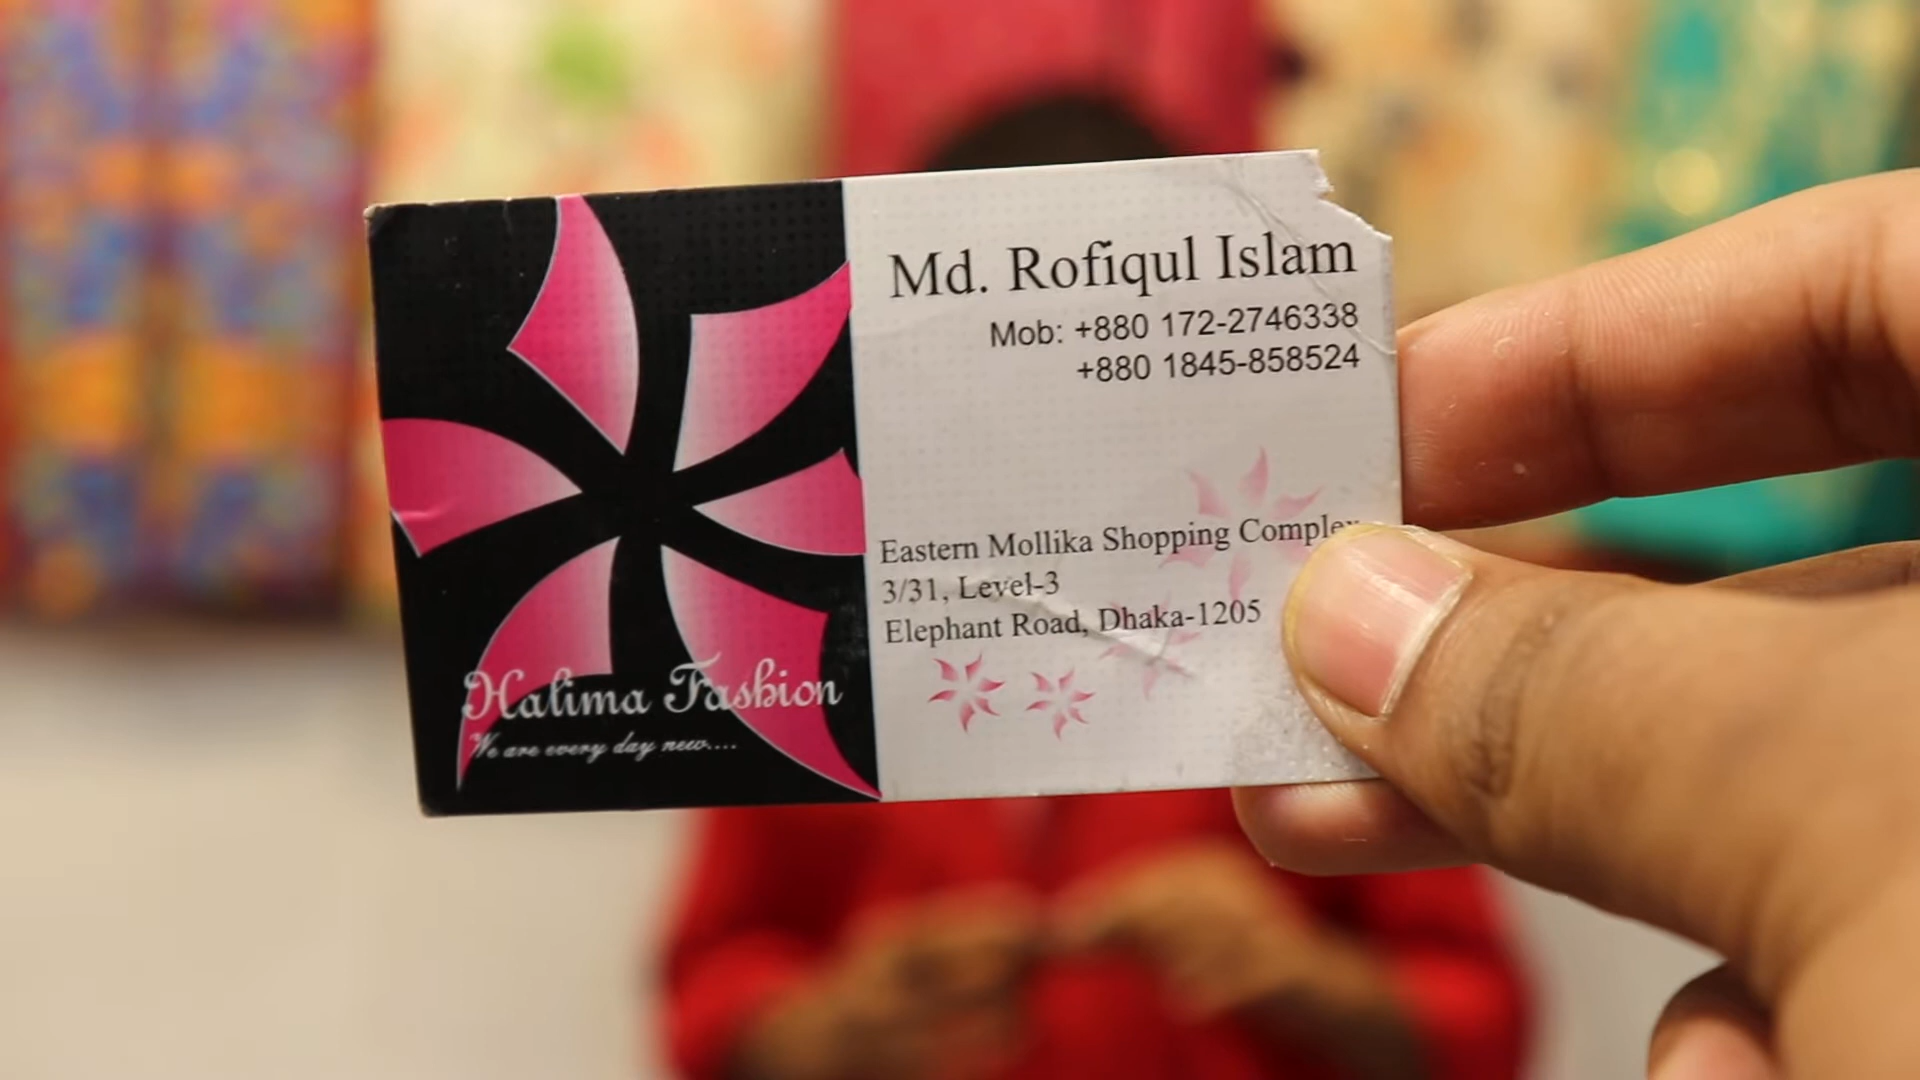 Md. Rofiqul Islam
Mob: +880 172-2746338
+880 1845-858524
Eastern Mollika Shopping Complex
3/31, Level-3
Elephant Road, Dhaka-1205
Halima Fashion
We are every day new....